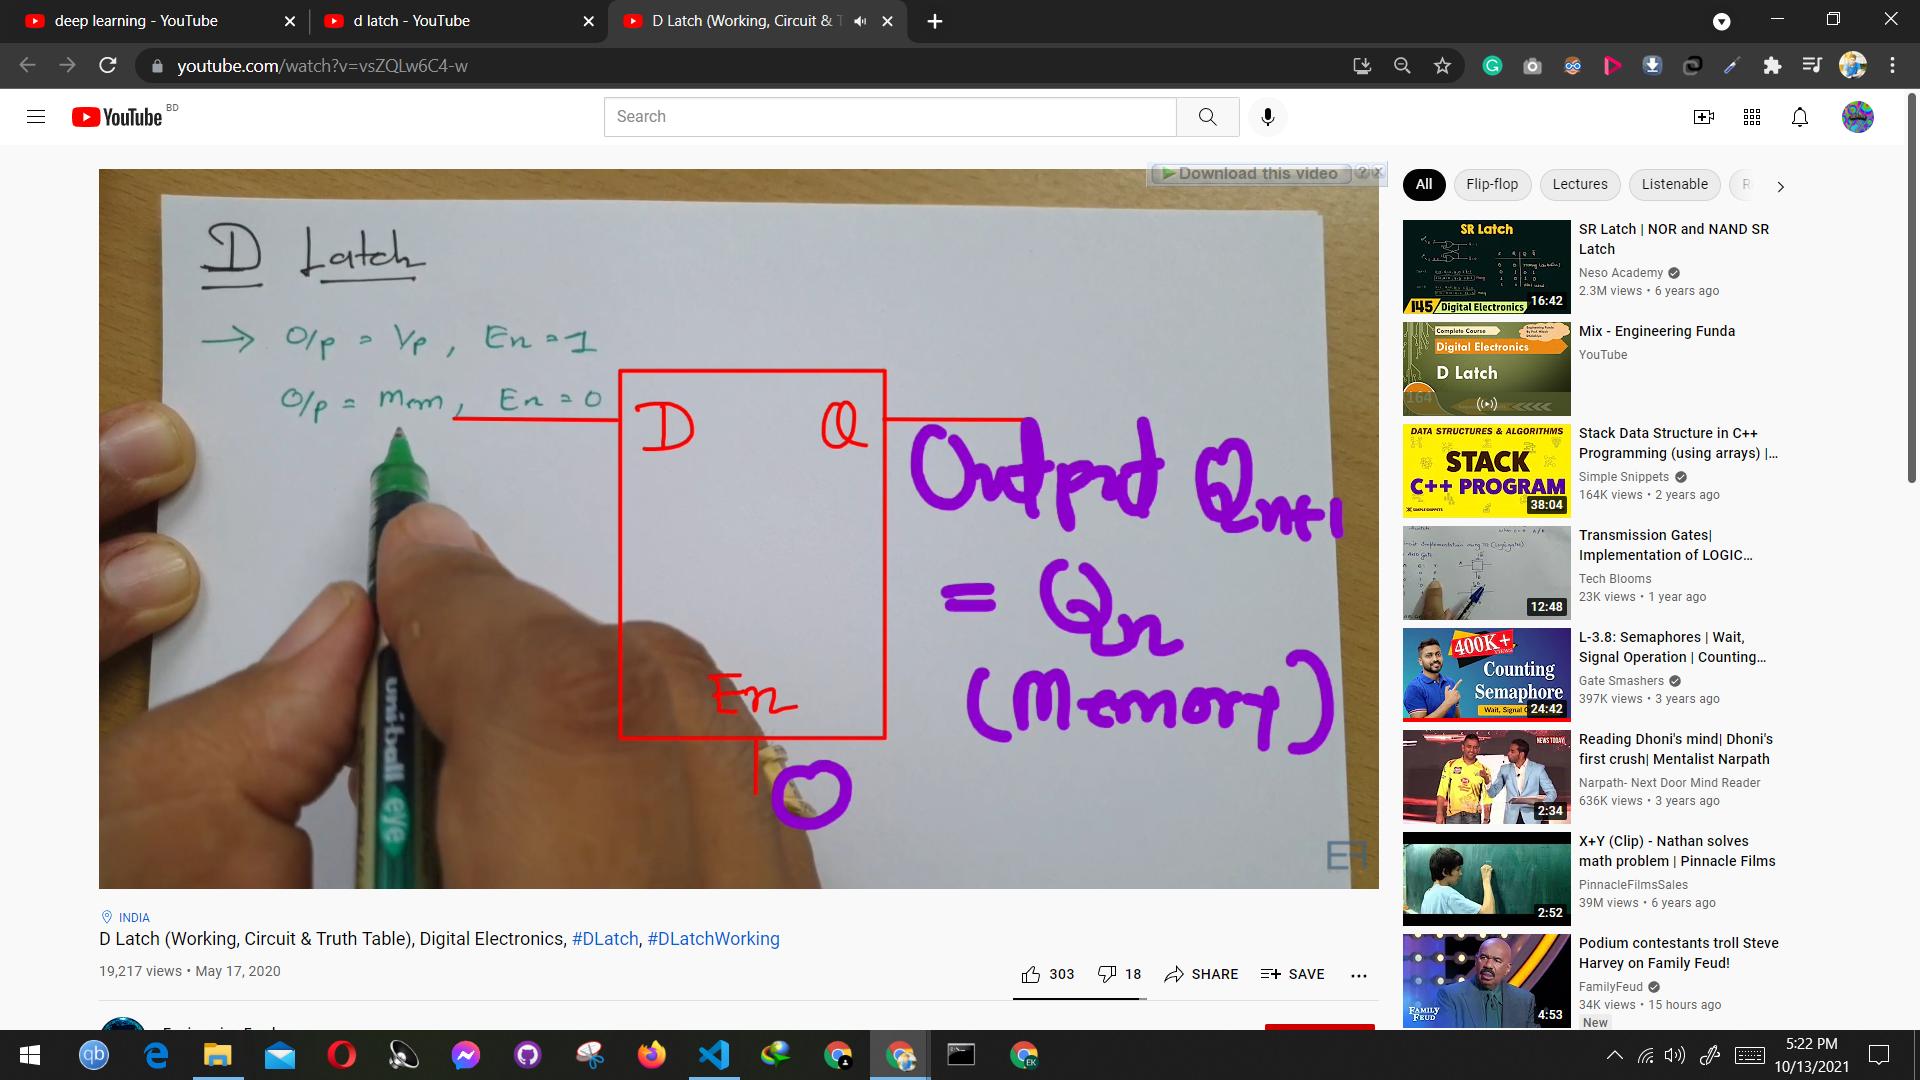 deep learning - YouTube
d latch - YouTube
D Latch (Working, Circuit & T
youtube.com/watch?v=vsZQLw6C4-w
YouTube BD
Search
Download this video
D Latch
→ O/p = I/p, En = 1
O/p = Mem, En = 0
D Q
En
0
Output Qn+1
= Qn
(Memory)
uni-ball eye
INDIA
D Latch (Working, Circuit & Truth Table), Digital Electronics, #DLatch, #DLatchWorking
19,217 views • May 17, 2020
303
18
SHARE
SAVE
All
Flip-flop
Lectures
Listenable
SR Latch
145 Digital Electronics
16:42
SR Latch | NOR and NAND SR
Latch
Neso Academy
2.3M views • 6 years ago
Complete Course
Digital Electronics
D Latch
164
Mix - Engineering Funda
YouTube
DATA STRUCTURES & ALGORITHMS
STACK
C++ PROGRAM
38:04
Stack Data Structure in C++
Programming (using arrays) |...
Simple Snippets
164K views • 2 years ago
12:48
Transmission Gates|
Implementation of LOGIC...
Tech Blooms
23K views • 1 year ago
400K+
VIEWS
Counting
Semaphore
24:42
L-3.8: Semaphores | Wait,
Signal Operation | Counting...
Gate Smashers
397K views • 3 years ago
NEWS TODAY
2:34
Reading Dhoni's mind| Dhoni's
first crush| Mentalist Narpath
Narpath- Next Door Mind Reader
636K views • 3 years ago
2:52
X+Y (Clip) - Nathan solves
math problem | Pinnacle Films
PinnacleFilmsSales
39M views • 6 years ago
FAMILY
FEUD
4:53
Podium contestants troll Steve
Harvey on Family Feud!
FamilyFeud
34K views • 15 hours ago
New
5:22 PM
10/13/2021